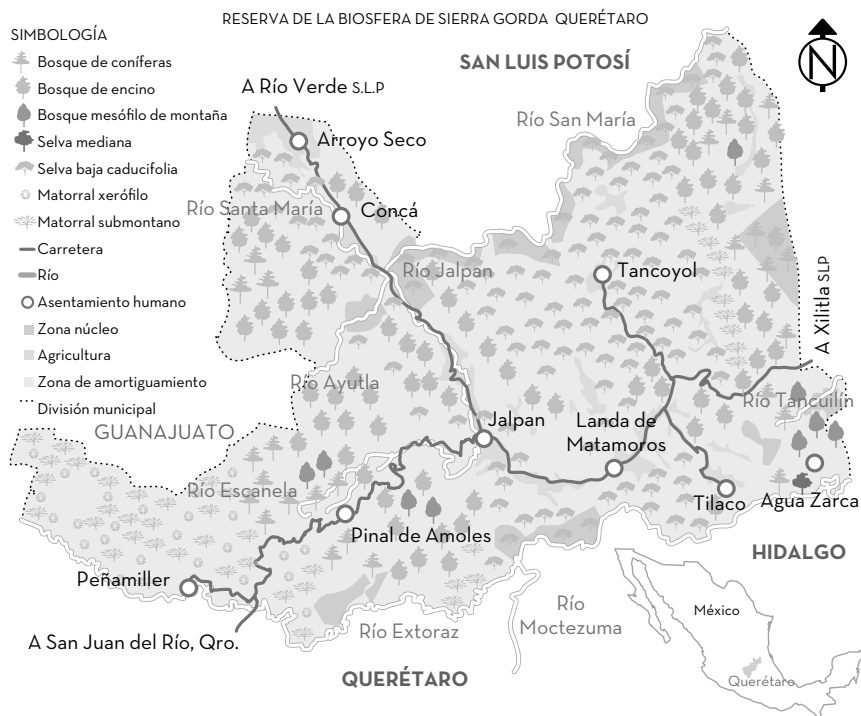 RESERVA DE LA BIOSFERA DE SIERRA GORDA QUERÉTARO
SIMBOLOGÍA
Bosque de coníferas
Bosque de encino
Bosque mesófilo de montaña
Selva mediana
Selva baja caducifolia
Matorral xerófilo
Matorral submontano
Carretera
Río
Asentamiento humano
Zona núcleo
Agricultura
Zona de amortiguamiento
División municipal
SAN LUIS POTOSÍ
N
A Río Verde S.L.P
Río San María
Arroyo Seco
Río Santa María
Concá
Río Jalpan
Tancoyol
A Xilitla SLP
Río Ayutla
Río Tancuilín
GUANAJUATO
Jalpan
Landa de
Matamoros
Río Escanela
Tilaco
Agua Zarca
Pinal de Amoles
HIDALGO
Peñamiller
Río
Moctezuma
México
A San Juan del Río, Qro.
Río Extoraz
QUERÉTARO
Querétaro